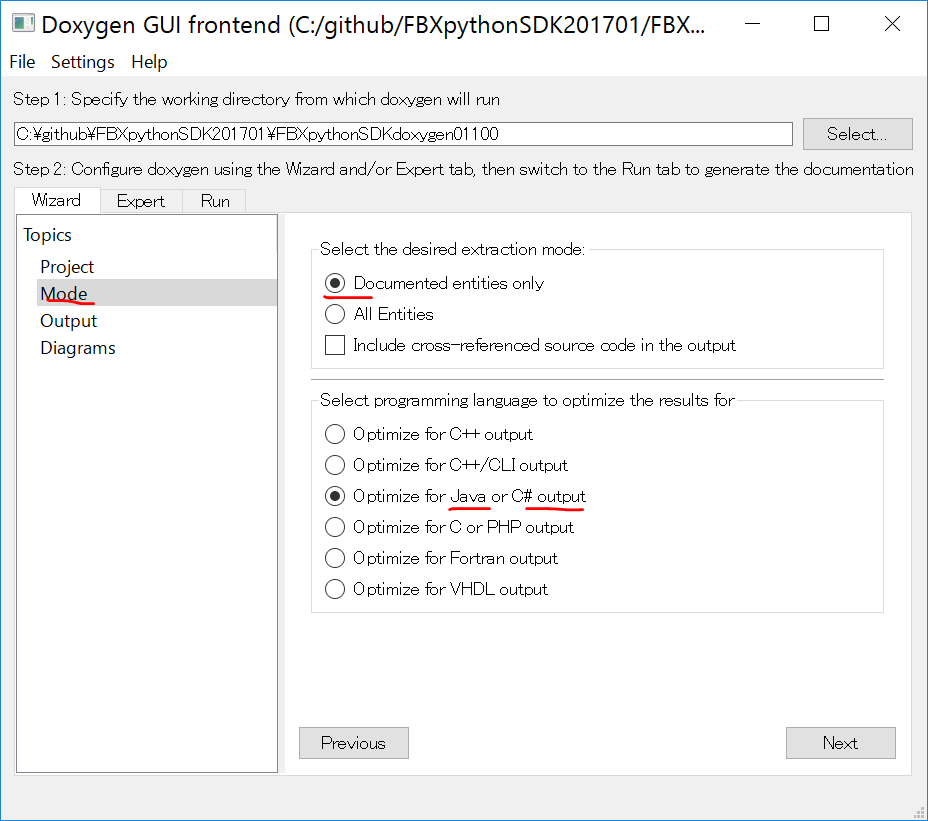 Doxygen GUI frontend (C:/github/FBXpythonSDK201701/FBX...
File Settings Help
Step 1: Specify the working directory from which doxygen will run
C:¥github¥FBXpythonSDK201701¥FBXpythonSDKdoxygen01100
Select...
Step 2: Configure doxygen using the Wizard and/or Expert tab, then switch to the Run tab to generate the documentation
Wizard Expert Run
Topics
Project
Mode
Output
Diagrams
Select the desired extraction mode:
Documented entities only
All Entities
Include cross-referenced source code in the output
Select programming language to optimize the results for
Optimize for C++ output
Optimize for C++/CLI output
Optimize for Java or C# output
Optimize for C or PHP output
Optimize for Fortran output
Optimize for VHDL output
Previous
Next